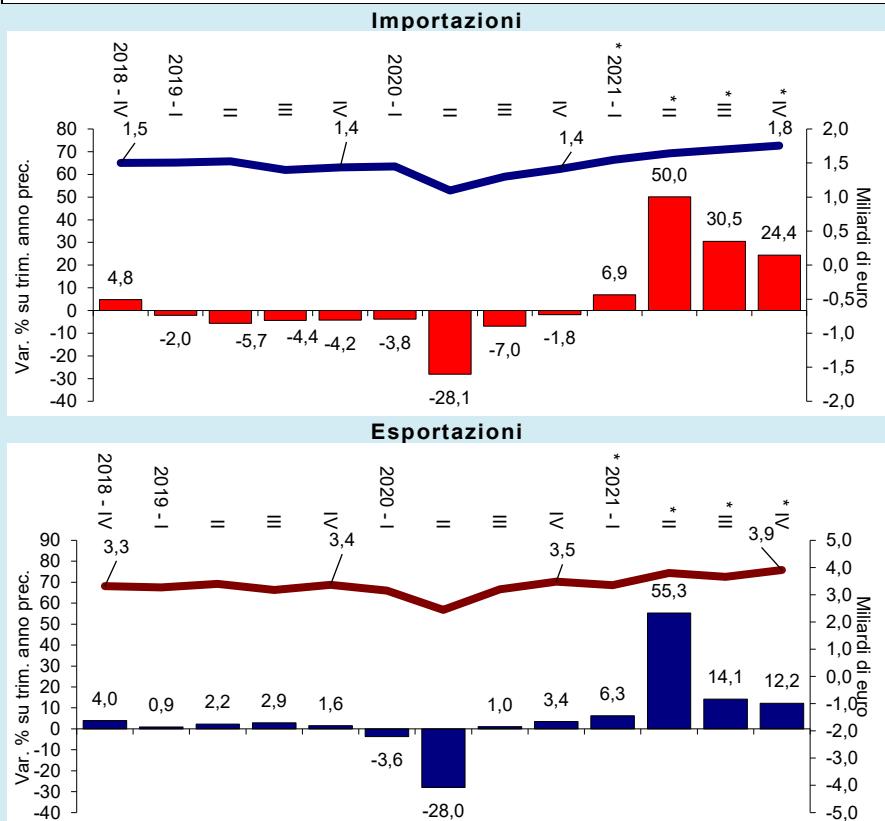 Importazioni
2018 - IV
2019 - I
II
III
IV
2020 - I
II
III
IV
* 2021 - I
* II
* III
* IV
Var. % su trim. anno prec.
80
70
60
50
40
30
20
10
0
-10
-20
-30
-40
1,5
1,4
1,4
1,8
4,8
-2,0
-5,7
-4,4
-4,2
-3,8
-28,1
-7,0
-1,8
6,9
50,0
30,5
24,4
2,0
1,5
1,0
0,5
0,0
-0,5
-1,0
-1,5
-2,0
Miliardi di euro
Esportazioni
2018 - IV
2019 - I
II
III
IV
2020 - I
II
III
IV
* 2021 - I
* II
* III
* IV
Var. % su trim. anno prec.
90
80
70
60
50
40
30
20
10
0
-10
-20
-30
-40
3,3
3,4
3,5
3,9
4,0
0,9
2,2
2,9
1,6
-3,6
-28,0
1,0
3,4
6,3
55,3
14,1
12,2
5,0
4,0
3,0
2,0
1,0
0,0
-1,0
-2,0
-3,0
-4,0
-5,0
Miliardi di euro